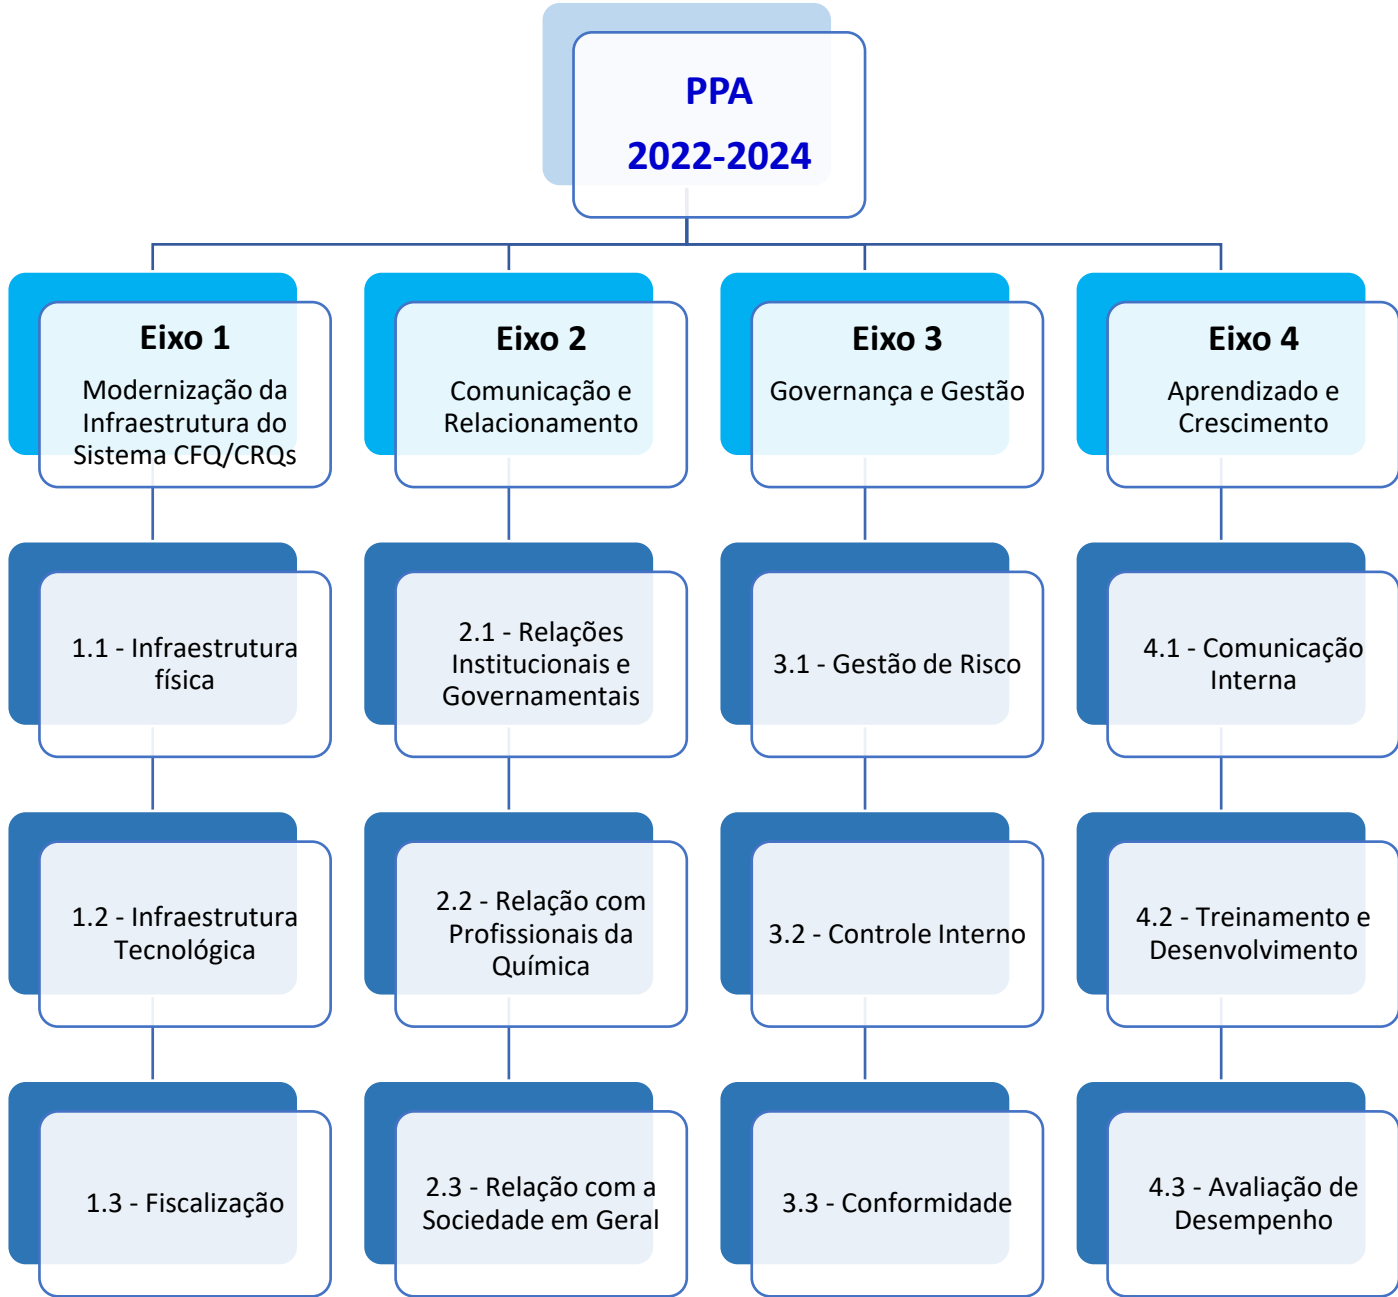 PPA
2022-2024
Eixo 1
Modernização da
Infraestrutura do
Sistema CFQ/CRQs
Eixo 2
Comunicação e
Relacionamento
Eixo 3
Governança e Gestão
Eixo 4
Aprendizado e
Crescimento
1.1 - Infraestrutura
física
2.1 - Relações
Institucionais e
Governamentais
3.1 - Gestão de Risco
4.1 - Comunicação
Interna
1.2 - Infraestrutura
Tecnológica
2.2 - Relação com
Profissionais da
Química
3.2 - Controle Interno
4.2 - Treinamento e
Desenvolvimento
1.3 - Fiscalização
2.3 - Relação com a
Sociedade em Geral
3.3 - Conformidade
4.3 - Avaliação de
Desempenho